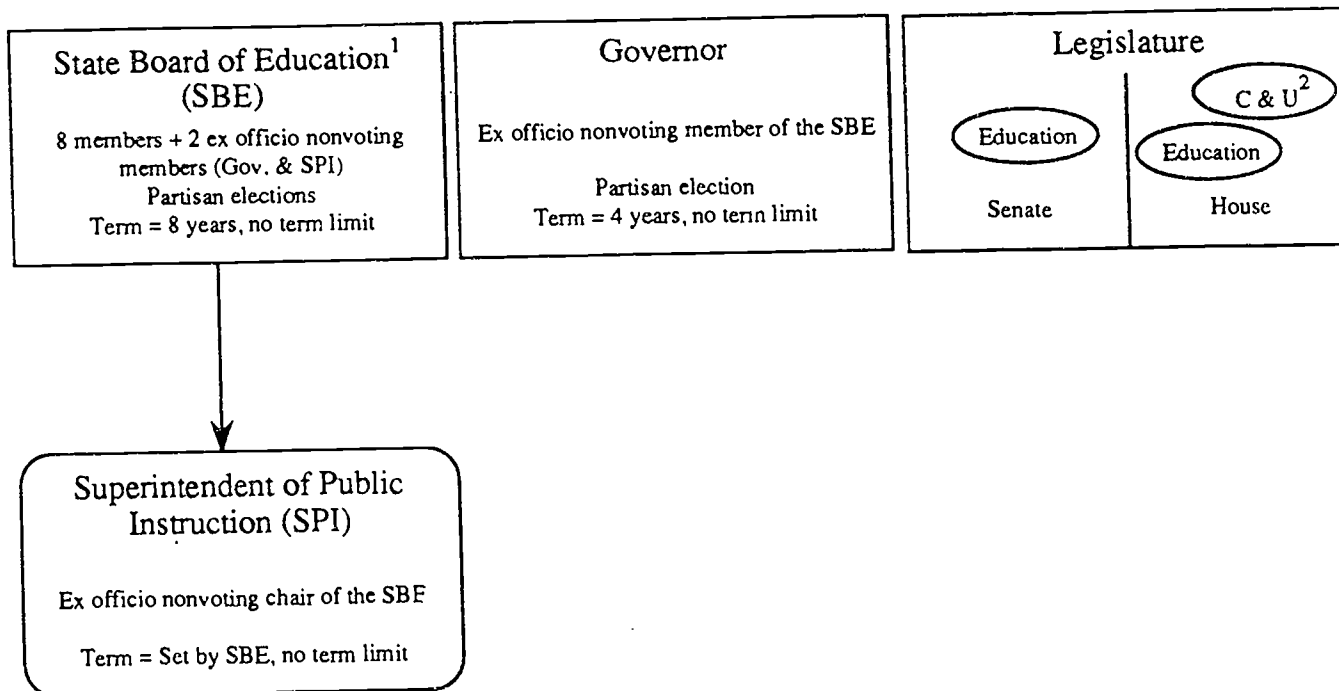 State Board of Education¹
(SBE)
8 members + 2 ex officio nonvoting
members (Gov. & SPI)
Partisan elections
Term = 8 years, no term limit
Governor
Ex officio nonvoting member of the SBE
Partisan election
Term = 4 years, no term limit
Legislature
C & U²
Education
Education
Senate
House
Superintendent of Public
Instruction (SPI)
Ex officio nonvoting chair of the SBE
Term = Set by SBE, no term limit